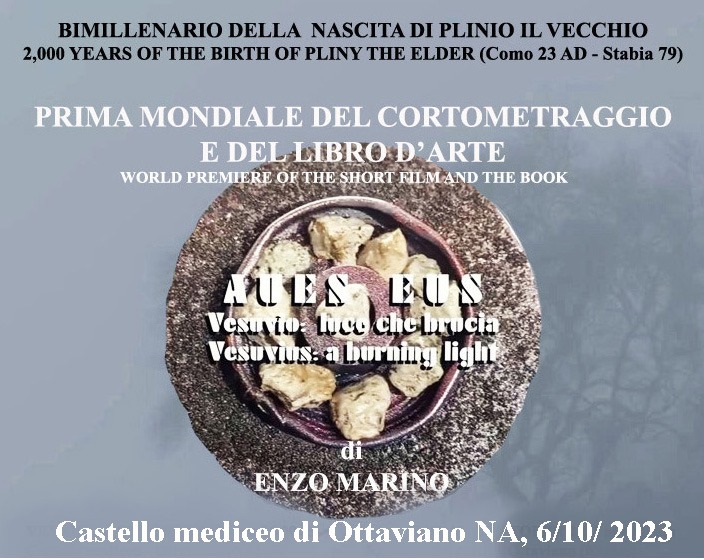 BIMILLENARIO DELLA NASCITA DI PLINIO IL VECCHIO
2,000 YEARS OF THE BIRTH OF PLINY THE ELDER (Como 23 AD - Stabia 79)
PRIMA MONDIALE DEL CORTOMETRAGGIO
E DEL LIBRO D’ARTE
WORLD PREMIERE OF THE SHORT FILM AND THE BOOK
AUES EUS
Vesuvio: luce che brucia
Vesuvius: a burning light
di
ENZO MARINO
Castello mediceo di Ottaviano NA, 6/10/ 2023